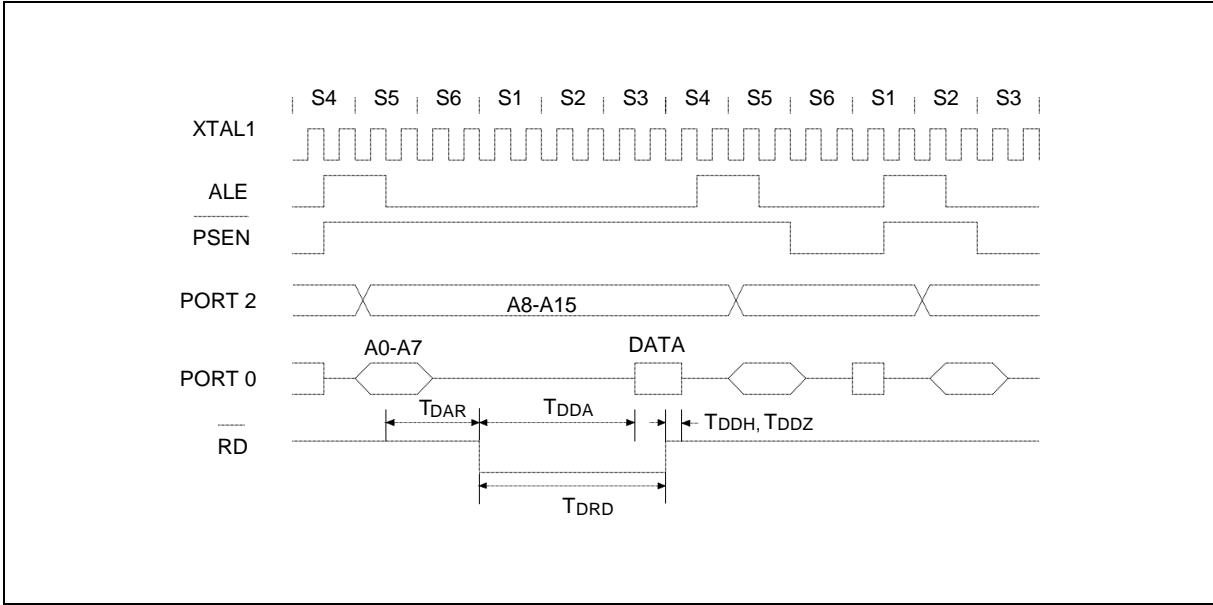 S4 S5 S6 S1 S2 S3 S4 S5 S6 S1 S2 S3
XTAL1
ALE
PSEN
PORT 2
A8-A15
A0-A7
DATA
PORT 0
TDAR
TDDA
TDDH, TDDZ
RD
TDRD